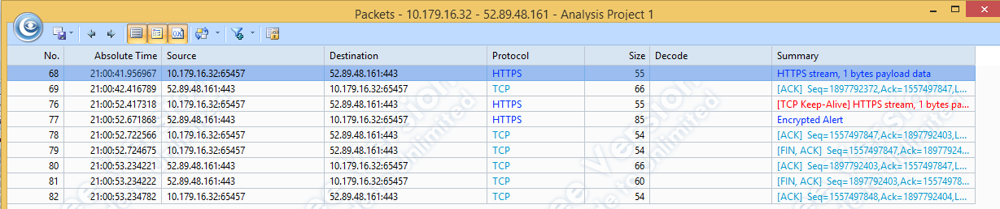 Packets - 10.179.16.32 - 52.89.48.161 - Analysis Project 1
No. Absolute Time Source Destination Protocol Size Decode Summary
68 21:00:41.956967 10.179.16.32:65457 52.89.48.161:443 HTTPS 55 HTTPS stream, 1 bytes payload data
69 21:00:42.416789 52.89.48.161:443 10.179.16.32:65457 TCP 66 [ACK] Seq=1897792372,Ack=1557497847,L...
76 21:00:52.417318 10.179.16.32:65457 52.89.48.161:443 HTTPS 55 [TCP Keep-Alive] HTTPS stream, 1 bytes pa...
77 21:00:52.671868 52.89.48.161:443 10.179.16.32:65457 HTTPS 85 Encrypted Alert
78 21:00:52.722566 10.179.16.32:65457 52.89.48.161:443 TCP 54 [ACK] Seq=1557497847,Ack=1897792403,L...
79 21:00:52.724675 10.179.16.32:65457 52.89.48.161:443 TCP 54 [FIN, ACK] Seq=1557497847,Ack=18977924...
80 21:00:53.234221 52.89.48.161:443 10.179.16.32:65457 TCP 66 [ACK] Seq=1897792403,Ack=1557497847,L...
81 21:00:53.234222 52.89.48.161:443 10.179.16.32:65457 TCP 60 [FIN, ACK] Seq=1897792403,Ack=15574978...
82 21:00:53.234782 10.179.16.32:65457 52.89.48.161:443 TCP 54 [ACK] Seq=1557497848,Ack=1897792404,L...